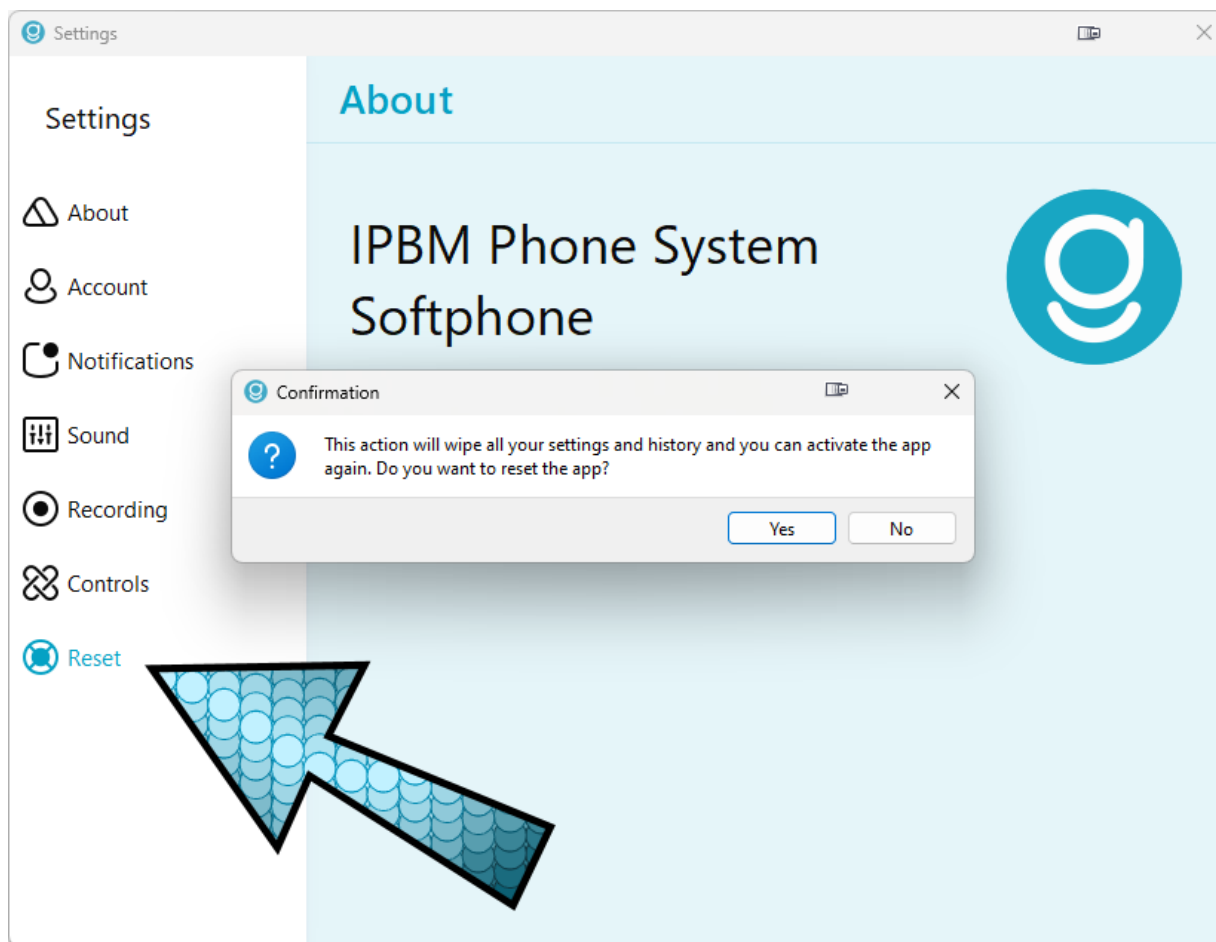 Settings
Settings
About
Account
Notifications
Sound
Recording
Controls
Reset
About
IPBM Phone System
Softphone
Confirmation
This action will wipe all your settings and history and you can activate the app
again. Do you want to reset the app?
Yes
No